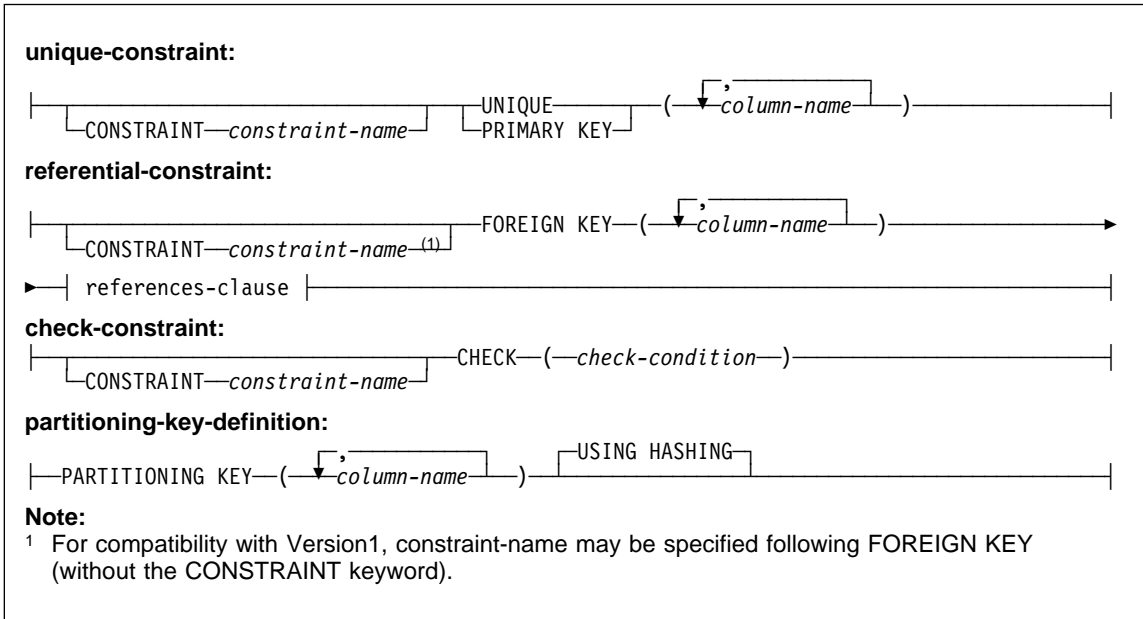 unique-constraint:
,
UNIQUE ( column-name )
CONSTRAINT constraint-name PRIMARY KEY
referential-constraint:
,
FOREIGN KEY ( column-name )
CONSTRAINT constraint-name (1)
references-clause
check-constraint:
CHECK ( check-condition )
CONSTRAINT constraint-name
partitioning-key-definition:
, USING HASHING
PARTITIONING KEY ( column-name )
Note:
1 For compatibility with Version1, constraint-name may be specified following FOREIGN KEY
(without the CONSTRAINT keyword).